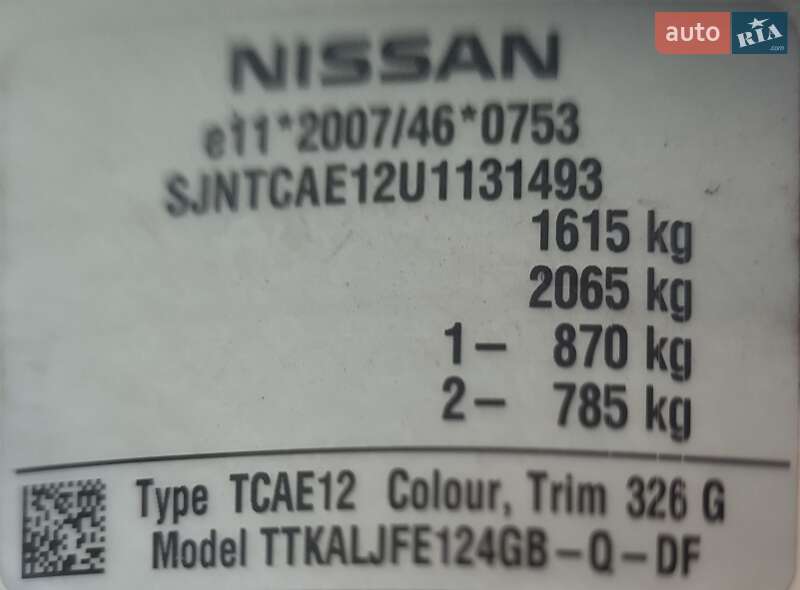 auto RIA .com
NISSAN
e11*2007/46*0753
SJNTCAE12U1131493
1615 kg
2065 kg
1- 870 kg
2- 785 kg
Type TCAE12 Colour, Trim 326 G
Model TTKALJFE124GB-Q-DF